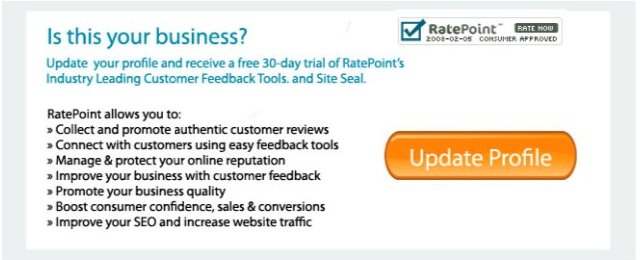 Is this your business?
RatePoint™ RATE NOW
2008-02-05 CONSUMER APPROVED
Update your profile and receive a free 30-day trial of RatePoint's
Industry Leading Customer Feedback Tools. and Site Seal.
RatePoint allows you to:
» Collect and promote authentic customer reviews
» Connect with customers using easy feedback tools
» Manage & protect your online reputation
» Improve your business with customer feedback
» Promote your business quality
» Boost consumer confidence, sales & conversions
» Improve your SEO and increase website traffic
Update Profile